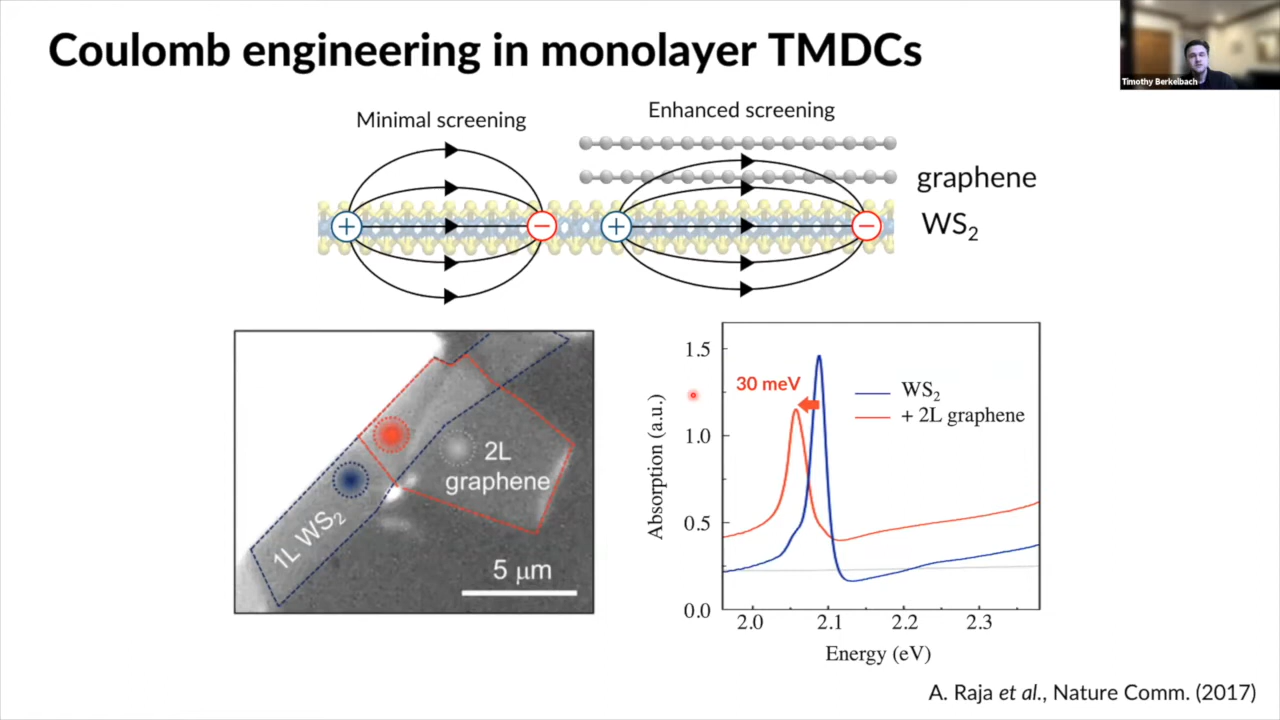 Coulomb engineering in monolayer TMDCs
Timothy Berkelbach
Minimal screening
Enhanced screening
graphene
WS₂
+
−
+
−
2L
graphene
1L WS₂
5 μm
1.5
1.0
0.5
0.0
Absorption (a.u.)
30 meV
WS₂
+ 2L graphene
2.0 2.1 2.2 2.3
Energy (eV)
A. Raja et al., Nature Comm. (2017)